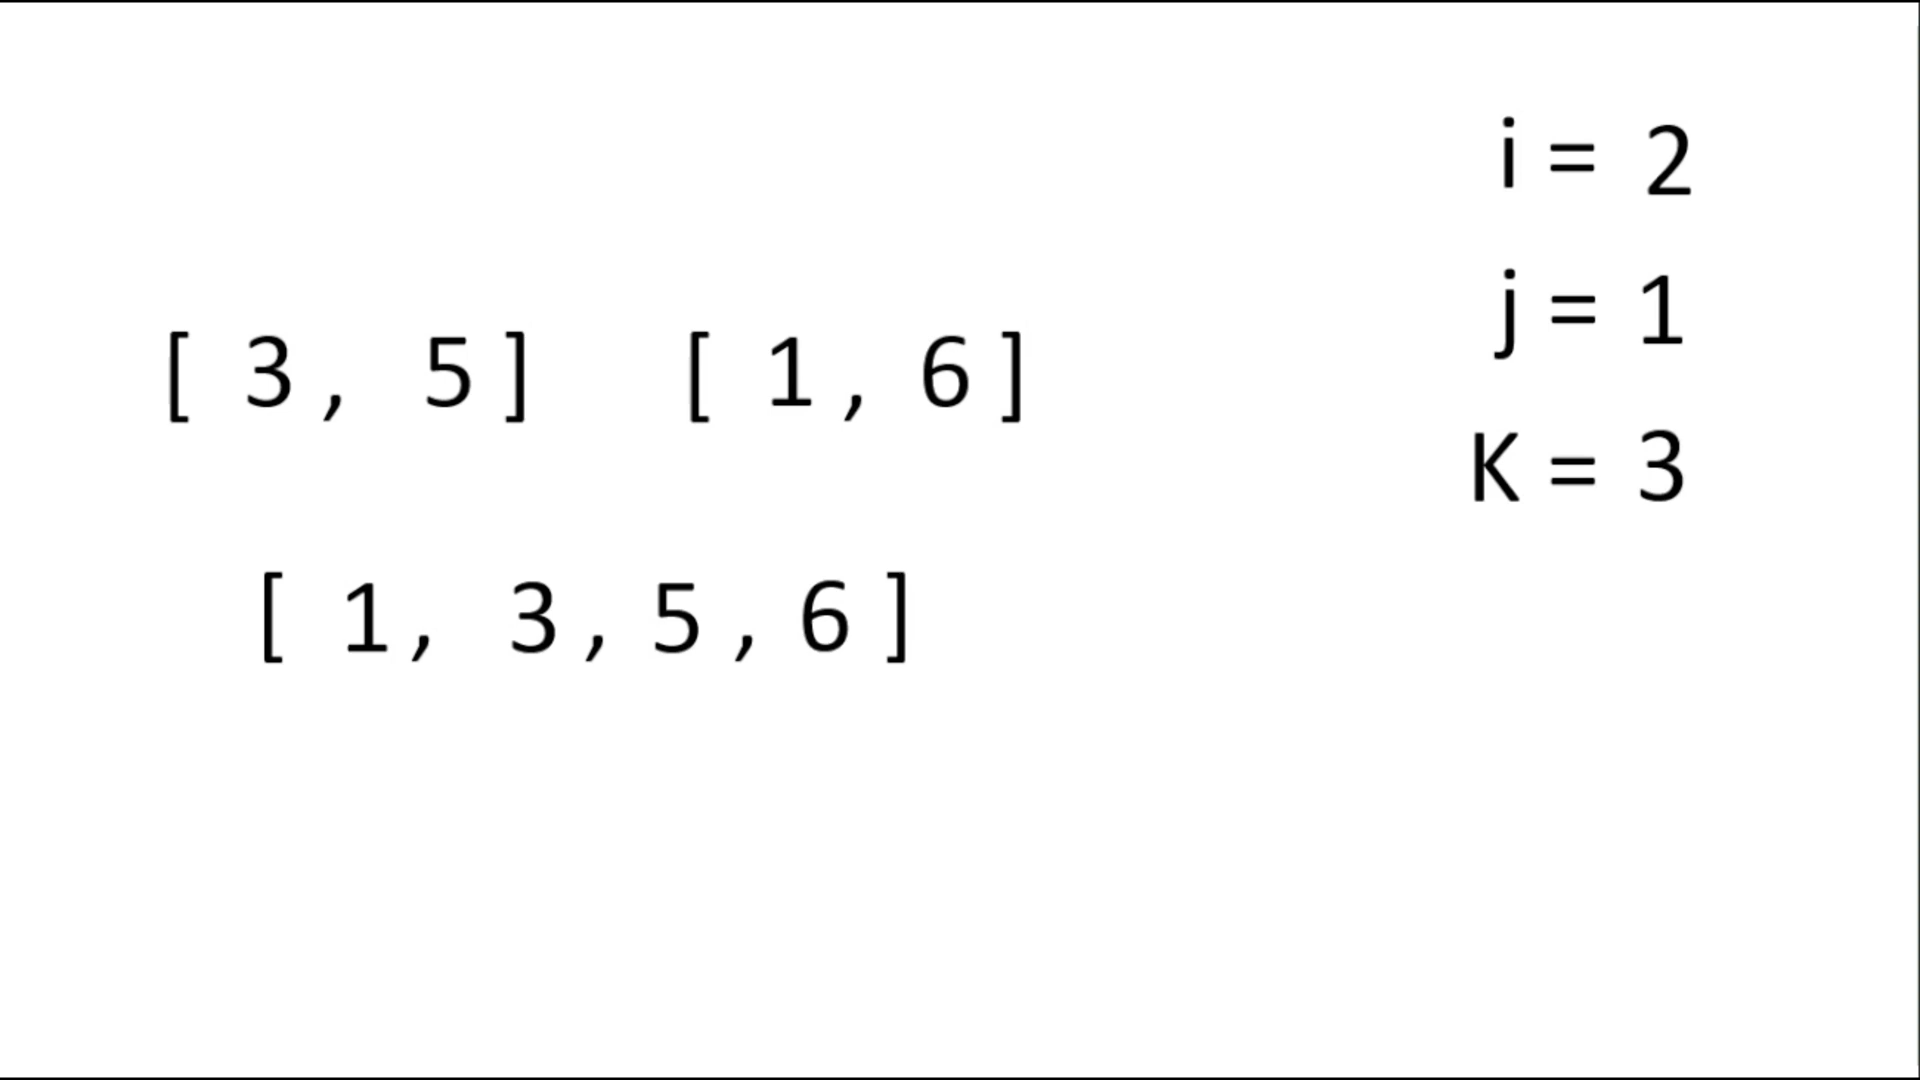 i = 2
j = 1
[ 3 , 5 ] [ 1 , 6 ]
K = 3
[ 1 , 3 , 5 , 6 ]